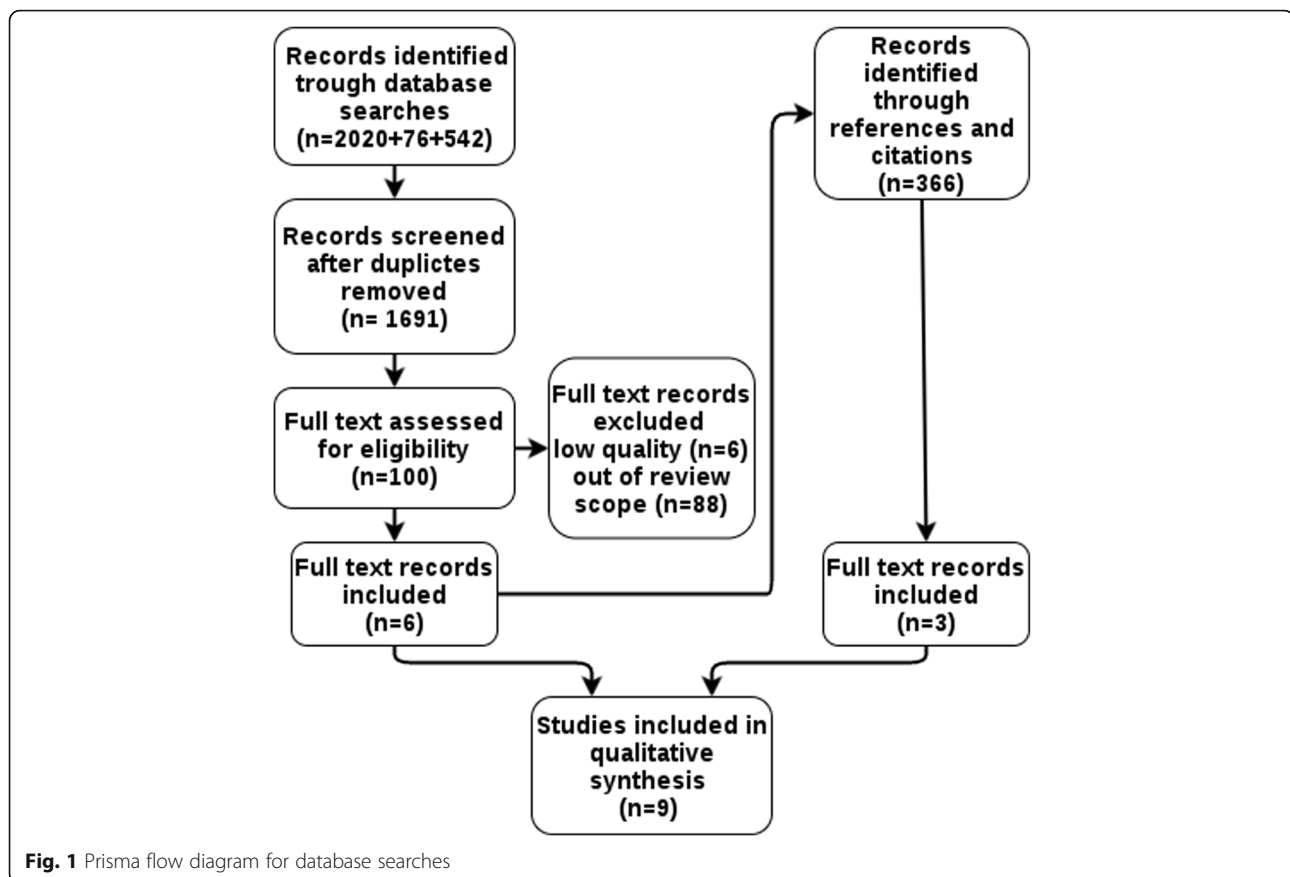 Records identified
trough database
searches
(n=2020+76+542)
Records screened
after duplictes
removed
(n= 1691)
Full text assessed
for eligibility
(n=100)
Full text records
excluded
low quality (n=6)
out of review
scope (n=88)
Full text records
included
(n=6)
Records
identified
through
references and
citations
(n=366)
Full text records
included
(n=3)
Studies included in
qualitative
synthesis
(n=9)
Fig. 1 Prisma flow diagram for database searches